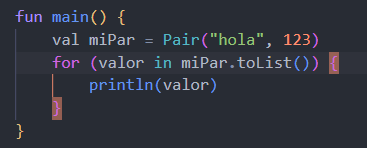 fun main() {
    val miPar = Pair("hola", 123)
    for (valor in miPar.toList()) {
        println(valor)
    }
}